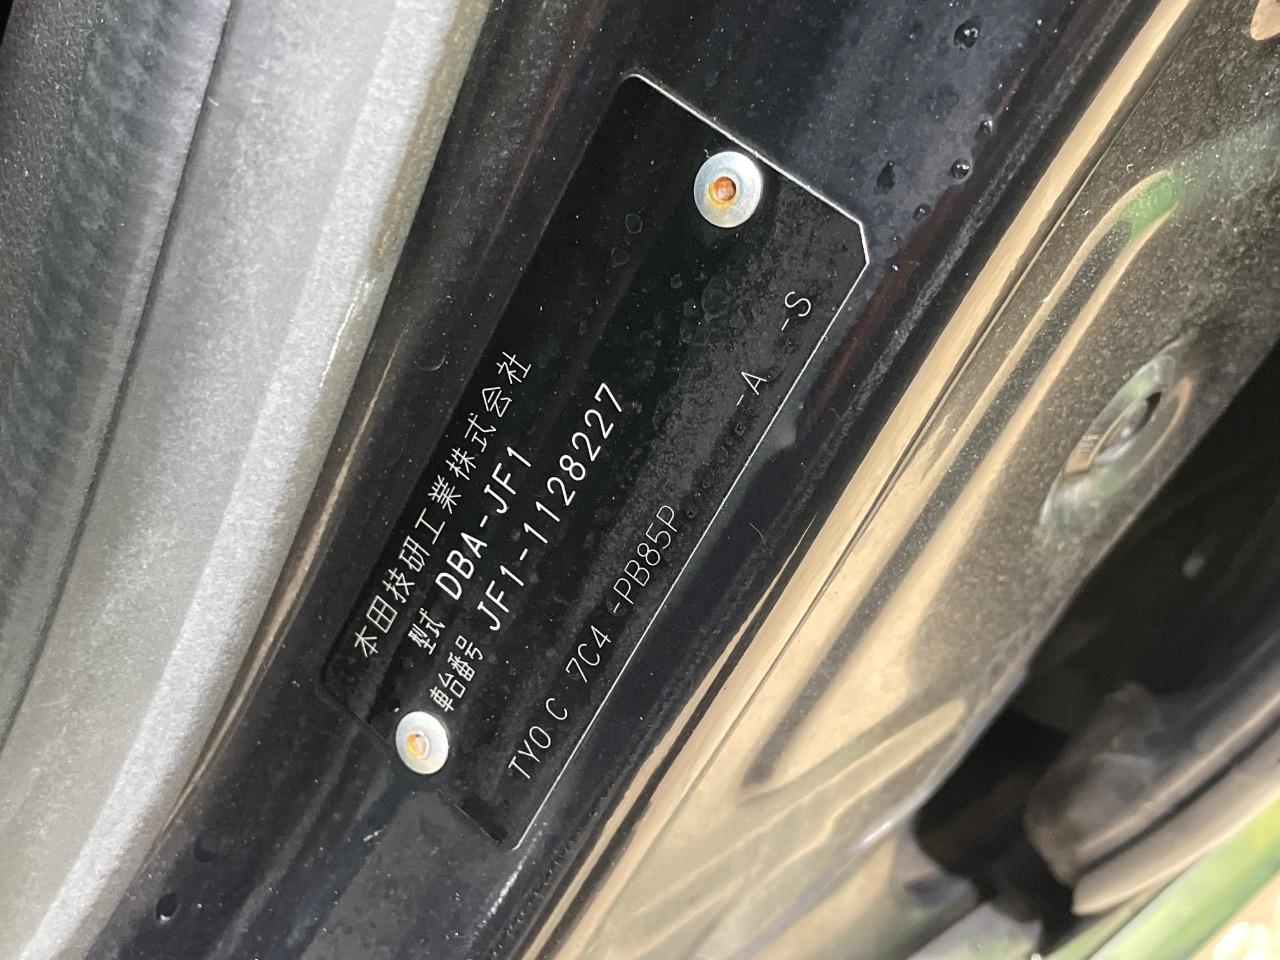 本田技研工業株式会社
型式 DBA-JF1
車台番号 JF1-1128227
TY0 C 7C4 -PB85P -A -S